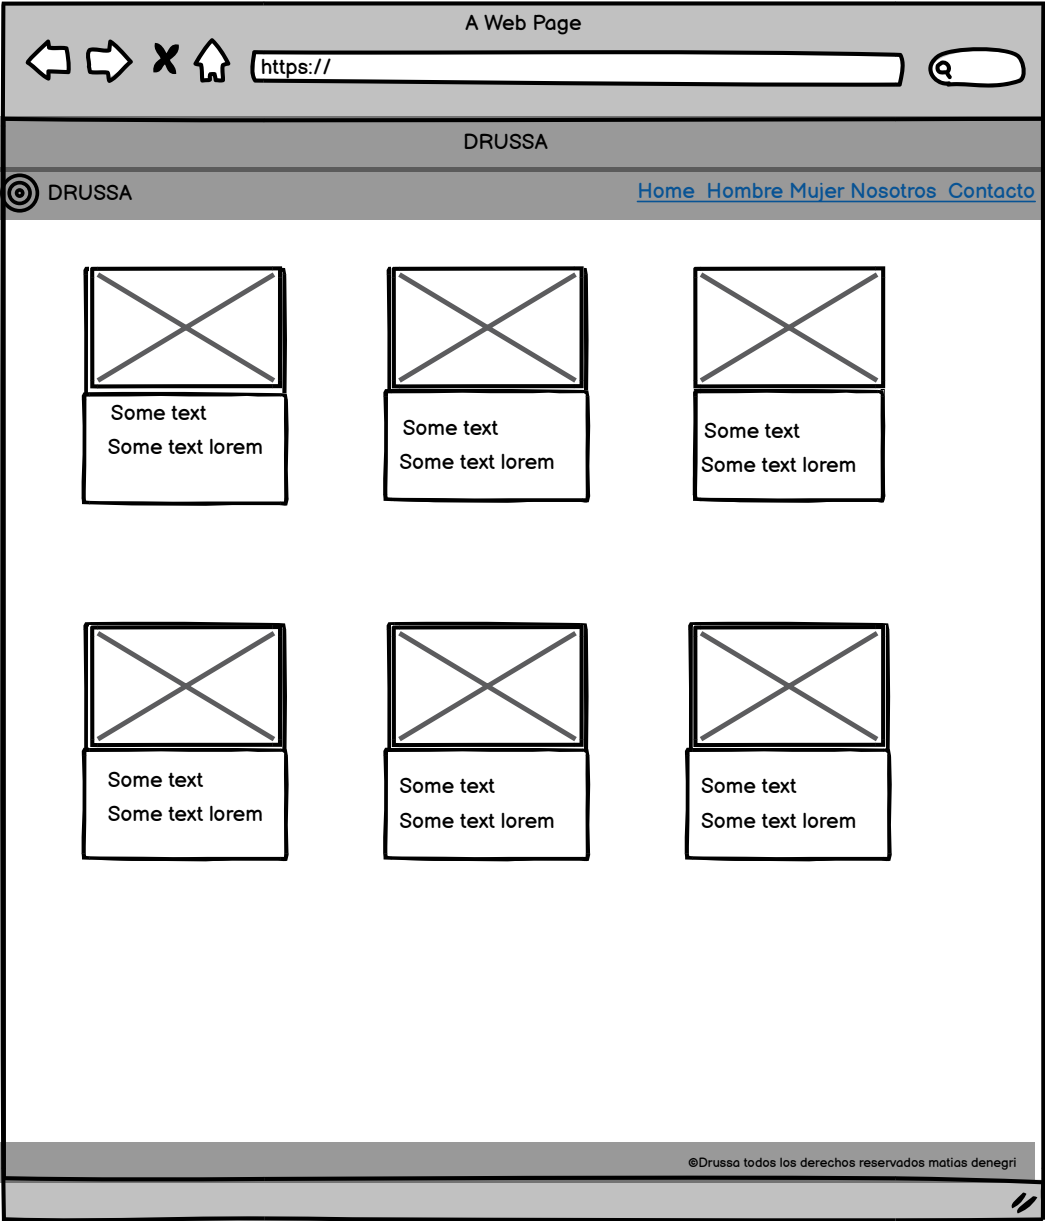 A Web Page
https://
DRUSSA
DRUSSA
Home Hombre Mujer Nosotros Contacto
Some text
Some text lorem
Some text
Some text lorem
Some text
Some text lorem
Some text
Some text lorem
Some text
Some text lorem
Some text
Some text lorem
©Drussa todos los derechos reservados matias denegri